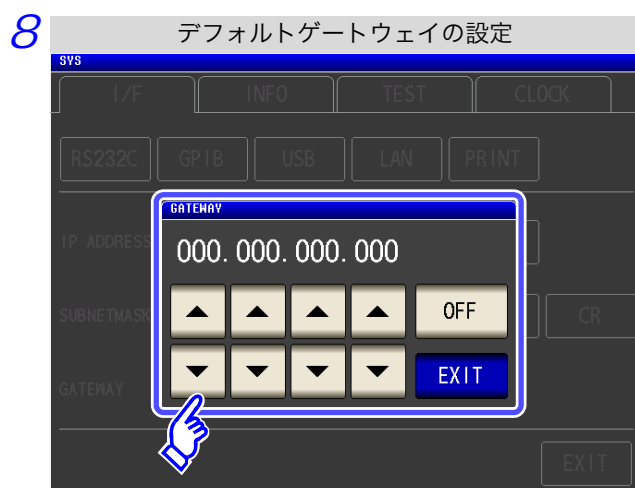 8 デフォルトゲートウェイの設定
SYS
I/F INFO TEST CLOCK
RS232C GPIB USB LAN PRINT
GATEWAY
IP ADDRESS 000. 000. 000. 000
SUBNETMASK OFF CR
EXIT
GATEWAY
EXIT